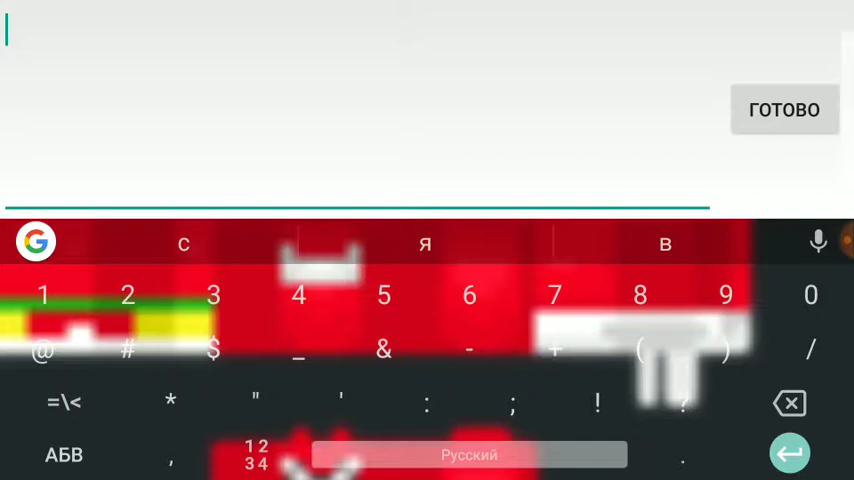 ГОТОВО
G с я в
1 2 3 4 5 6 7 8 9 0
@ # $ _ & - + ( ) /
=\< * " ' : ; ! ?
АБВ , 12 34 Русский .